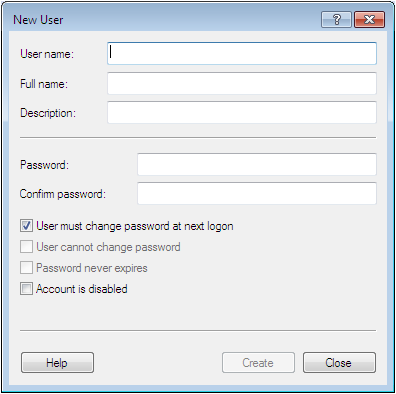 New User
?
User name:
Full name:
Description:
Password:
Confirm password:
User must change password at next logon
User cannot change password
Password never expires
Account is disabled
Help Create Close